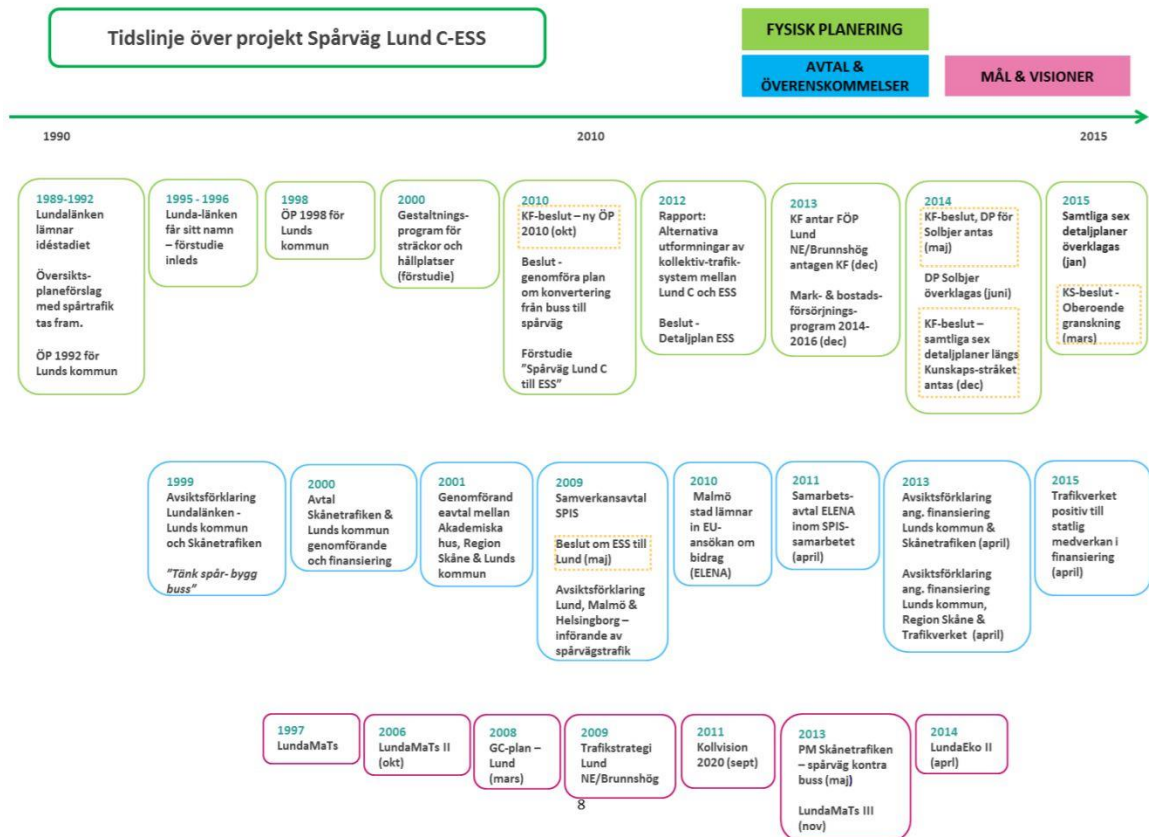 Tidslinje över projekt Spårväg Lund C-ESS
FYSISK PLANERING
AVTAL &
ÖVERENSKOMMELSER
MÅL & VISIONER
1990
2010
2015
1989-1992
Lundalänken
lämnar
idéstadiet
Översikts-
planeförslag
med spårtrafik
tas fram.
ÖP 1992 för
Lunds kommun
1995 - 1996
Lunda-länken
får sitt namn
– förstudie
inleds
1998
ÖP 1998 för
Lunds
kommun
2000
Gestaltnings-
program för
sträckor och
hållplatser
(förstudie)
2010
KF-beslut – ny ÖP
2010 (okt)
Beslut -
genomföra plan
om konvertering
från buss till
spårväg
Förstudie
”Spårväg Lund C
till ESS”
2012
Rapport:
Alternativa
utformningar av
kollektiv-trafik-
system mellan
Lund C och ESS
Beslut -
Detaljplan ESS
2013
KF antar FÖP
Lund
NE/Brunnshög
antagen KF (dec)
Mark- & bostads-
försörjnings-
program 2014-
2016 (dec)
2014
KF-beslut, DP för
Solbjer antas
(maj)
DP Solbjer
överklagas (juni)
KF-beslut –
samtliga sex
detaljplaner längs
Kunskaps-stråket
antas (dec)
2015
Samtliga sex
detaljplaner
överklagas
(jan)
KS-beslut -
Oberoende
granskning
(mars)
1999
Avsiktsförklaring
Lundalänken -
Lunds kommun
och Skånetrafiken
”Tänk spår- bygg
buss”
2000
Avtal
Skånetrafiken &
Lunds kommun
genomförande
och finansiering
2001
Genomförand
eavtal mellan
Akademiska
hus, Region
Skåne & Lunds
kommun
2009
Samverkansavtal
SPIS
Beslut om ESS till
Lund (maj)
Avsiktsförklaring
Lund, Malmö &
Helsingborg –
införande av
spårvägstrafik
2010
Malmö
stad lämnar
in EU-
ansökan om
bidrag
(ELENA)
2011
Samarbets-
avtal ELENA
inom SPIS-
samarbetet
(april)
2013
Avsiktsförklaring
ang. finansiering
Lunds kommun &
Skånetrafiken (april)
Avsiktsförklaring
ang. finansiering
Lunds kommun,
Region Skåne &
Trafikverket (april)
2015
Trafikverket
positiv till
statlig
medverkan i
finansiering
(april)
1997
LundaMaTs
2006
LundaMaTs II
(okt)
2008
GC-plan –
Lund
(mars)
2009
Trafikstrategi
Lund
NE/Brunnshög
2011
Kollvision
2020 (sept)
2013
PM Skånetrafiken
– spårväg kontra
buss (maj)
LundaMaTs III
(nov)
2014
LundaEko II
(aprl)
8